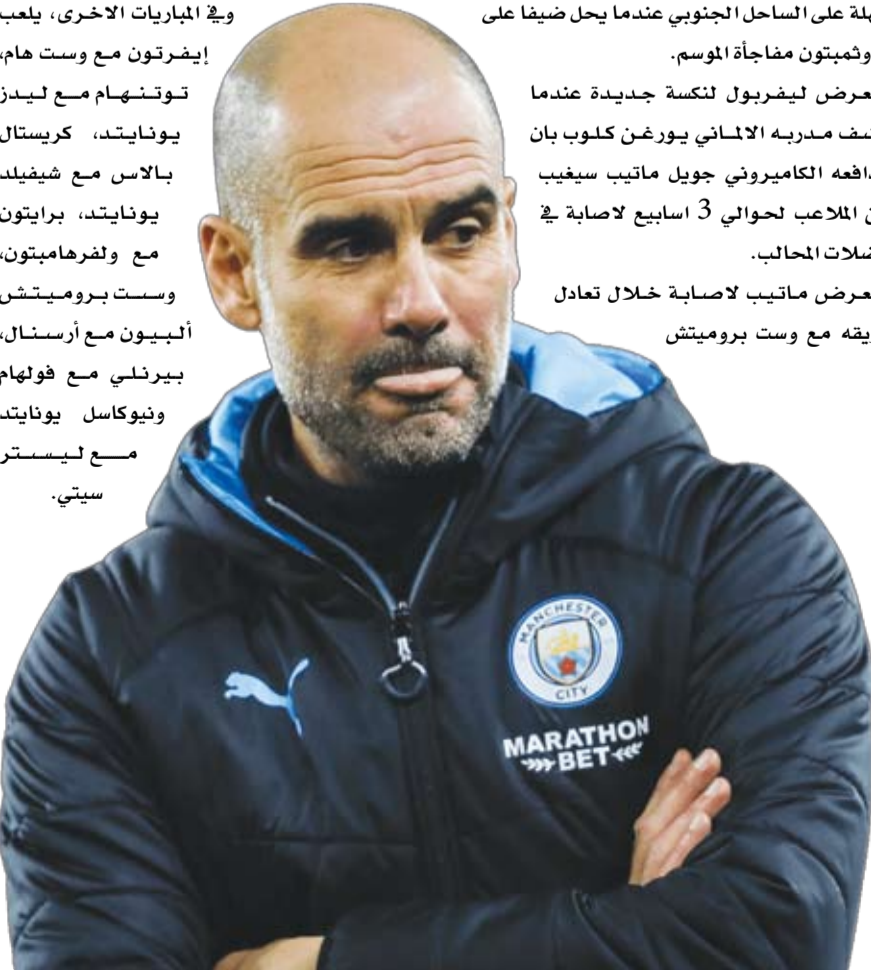 هلة على الساحل الجنوبي عندما يحل ضيفا على
وثمبتون مفاجأة الموسم.
عرض ليفربول لنكسة جديدة عندما
شف مدربه الالماني يورغن كلوب بان
دافعه الكاميروني جويل ماتيب سيغيب
ن الملاعب لحوالي 3 اسابيع لاصابة في
ضلات المحالب.
عرض ماتيب لاصابة خلال تعادل
يقه مع وست بروميتش
وفي المباريات الاخرى، يلعب
إيفرتون مع وست هام،
توتنهام مع ليدز
يونايتد، كريستال
بالاس مع شيفيلد
يونايتد، برايتون
مع ولفرهامبتون،
وست بروميتش
ألبيون مع أرسنال،
بيرنلي مع فولهام
ونيوكاسل يونايتد
مع ليستر
سيتي.
MANCHESTER
CITY
MARATHON
BET